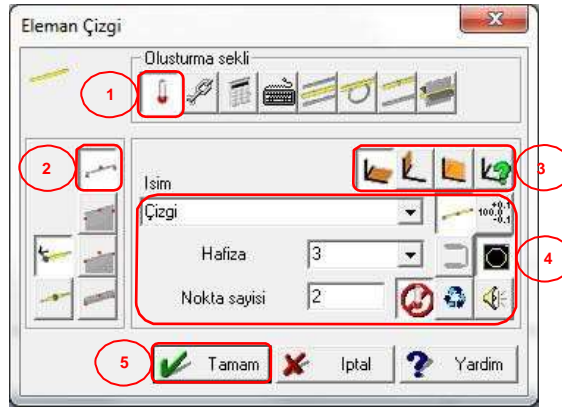 Eleman Çizgi
Olusturma sekli
1
2
3
Isim
Çizgi
+0.1
100.0
-0.1
Hafiza 3
4
Nokta sayisi 2
5
Tamam Iptal Yardim